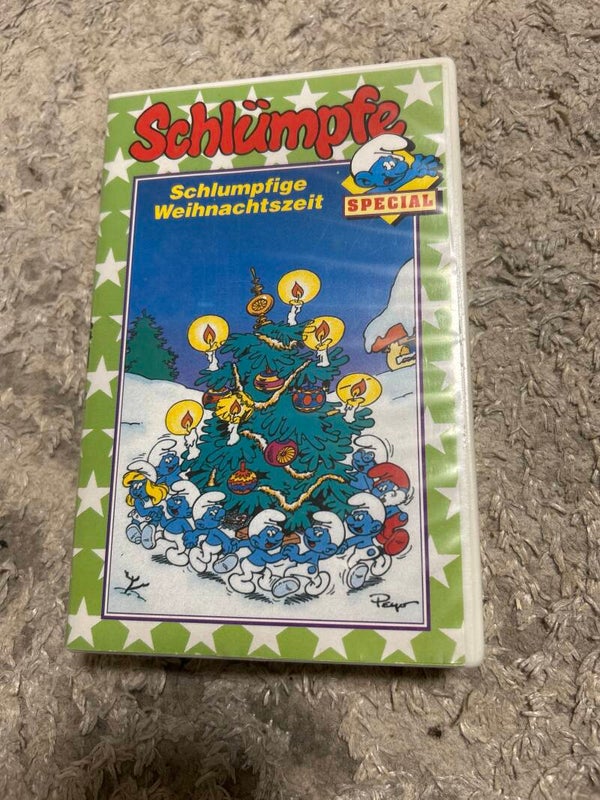 Schlümpfe
Schlumpfige
Weihnachtszeit
SPECIAL
Peyo